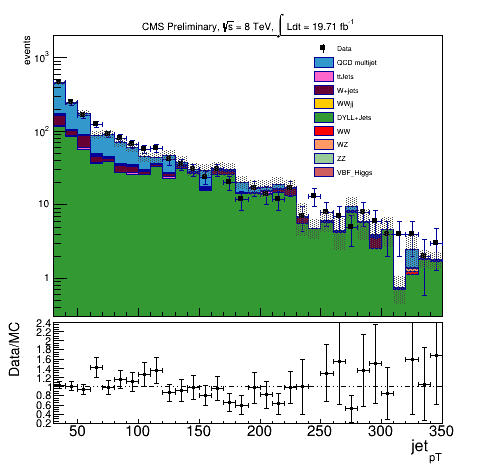 CMS Preliminary, √s = 8 TeV, ∫ Ldt = 19.71 fb⁻¹
events
10³
10²
10
1
Data
QCD multijet
ttJets
W+jets
WWjj
DYLL+Jets
WW
WZ
ZZ
VBF_Higgs
Data/MC
2.4
2.2
2
1.8
1.6
1.4
1.2
1
0.8
0.6
0.4
0.2
50 100 150 200 250 300 350
jet_pT